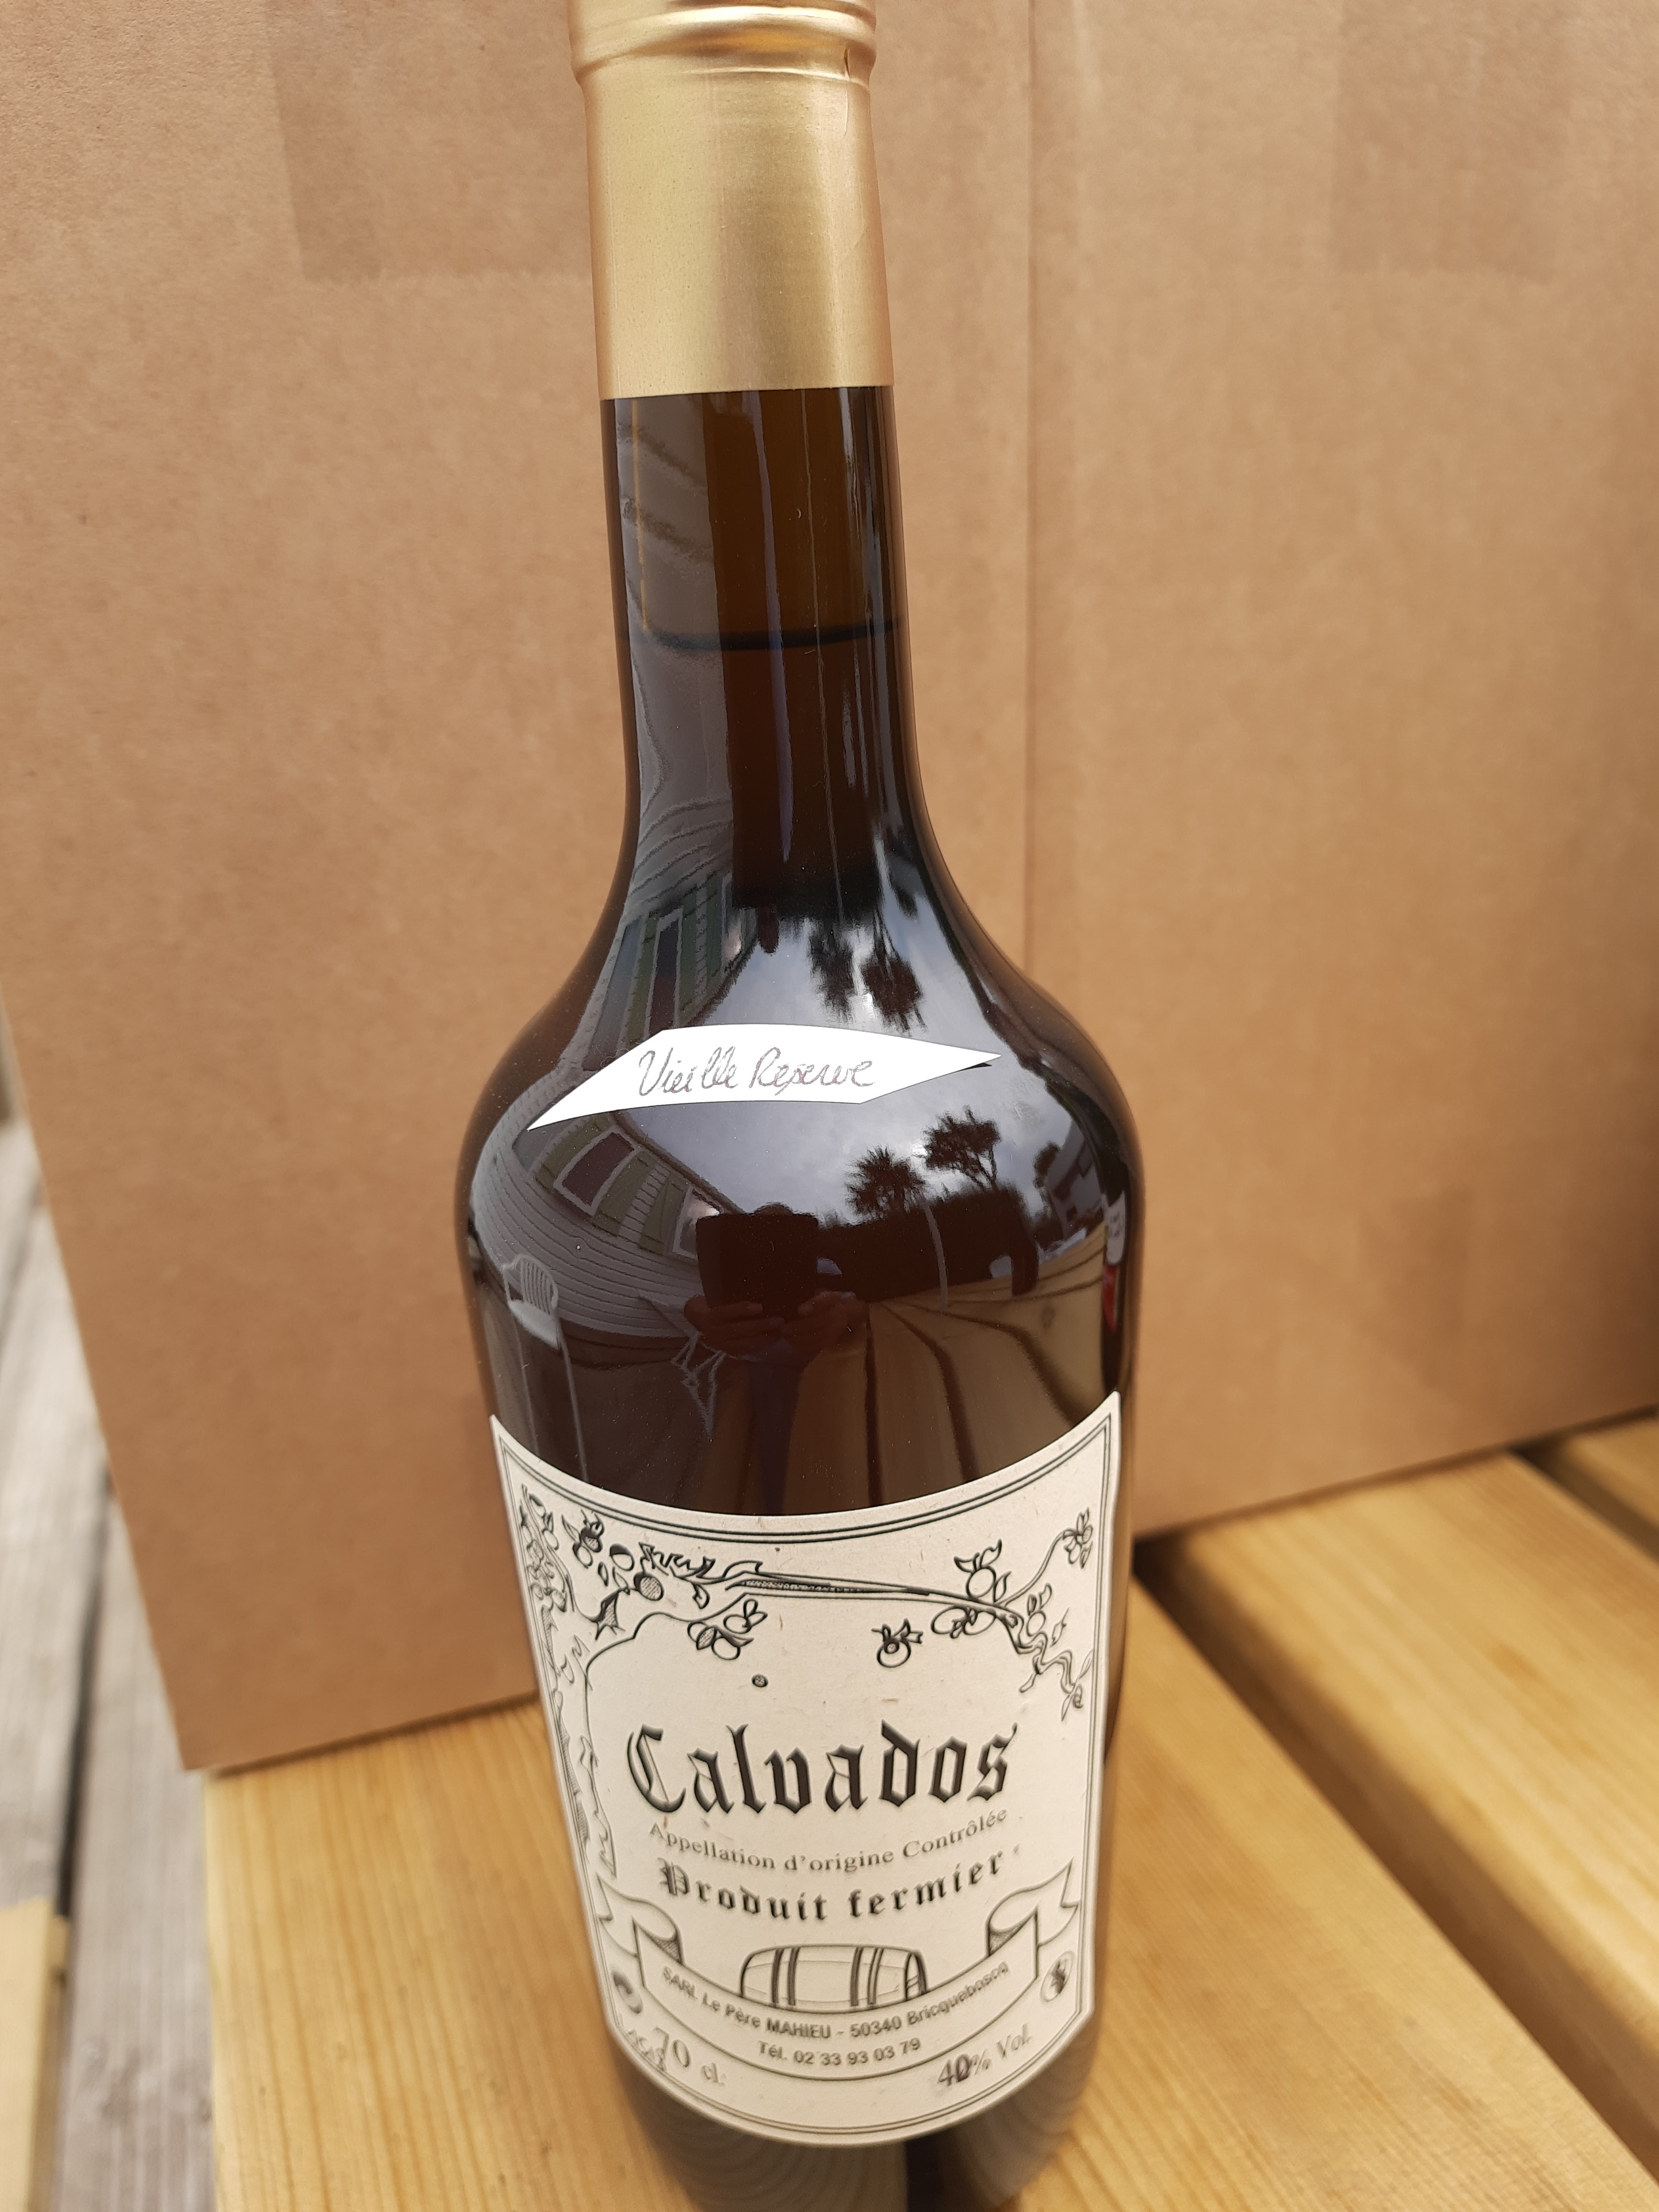 Vieille Reserve
Calvados
Appellation d'origine Contrôlée
Produit fermier
SARL Le Père MAHIEU - 50340 Bricquebosq
Tél. 02 33 93 03 79
70 cl.
40% Vol.